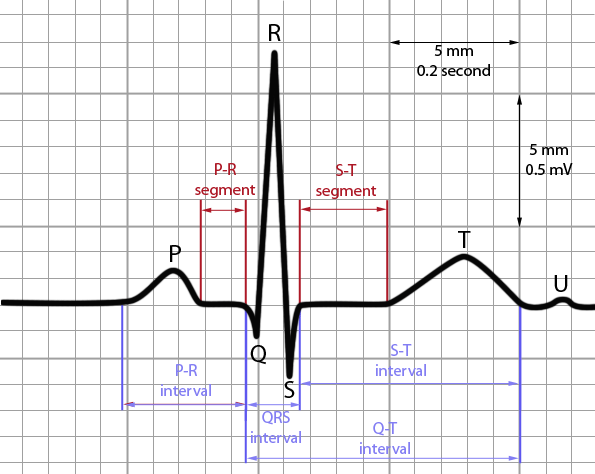 R
5 mm
0.2 second
5 mm
0.5 mV
P-R
segment
S-T
segment
P
T
U
Q
S
P-R
interval
QRS
interval
S-T
interval
Q-T
interval